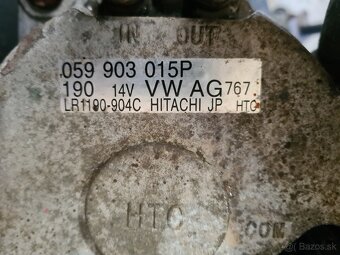 IN OUT
059 903 015P
190 14V VW AG 767
LR1190-904C HITACHI JP HTC
HTC
COM
bazos.sk